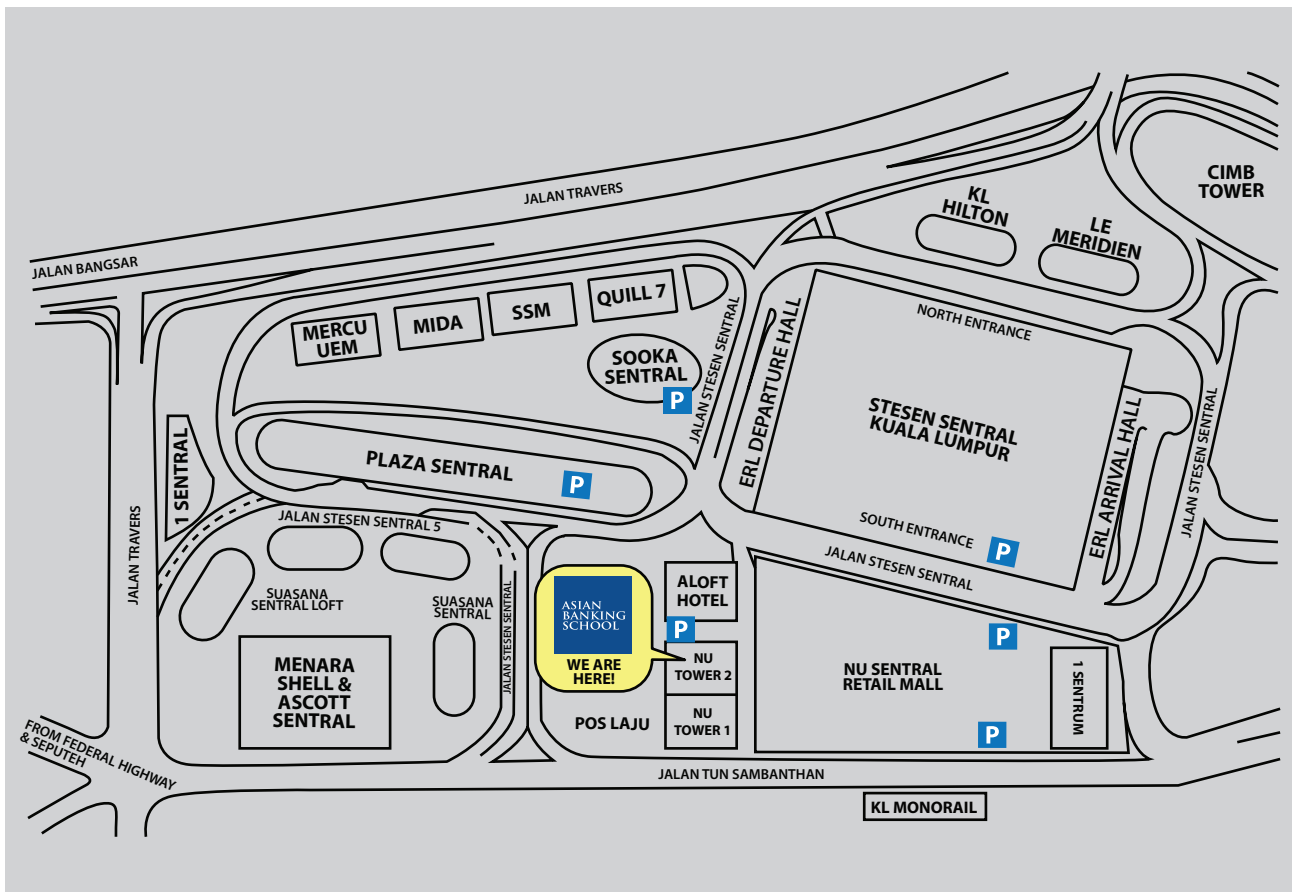 CIMB
TOWER
JALAN TRAVERS
KL
HILTON
LE
MERIDIEN
JALAN BANGSAR
MERCU
UEM
MIDA
SSM
QUILL 7
NORTH ENTRANCE
SOOKA
SENTRAL
P
JALAN STESEN SENTRAL
ERL DEPARTURE HALL
STESEN SENTRAL
KUALA LUMPUR
ERL ARRIVAL HALL
JALAN STESEN SENTRAL
1 SENTRAL
PLAZA SENTRAL
P
JALAN STESEN SENTRAL 5
SOUTH ENTRANCE
P
JALAN STESEN SENTRAL
JALAN TRAVERS
SUASANA
SENTRAL LOFT
SUASANA
SENTRAL
JALAN STESEN SENTRAL
ASIAN
BANKING
SCHOOL
WE ARE
HERE!
ALOFT
HOTEL
P
NU
TOWER 2
NU
TOWER 1
POS LAJU
P
NU SENTRAL
RETAIL MALL
1 SENTRUM
P
MENARA
SHELL &
ASCOTT
SENTRAL
FROM FEDERAL HIGHWAY
& SEPUTEH
JALAN TUN SAMBANTHAN
KL MONORAIL